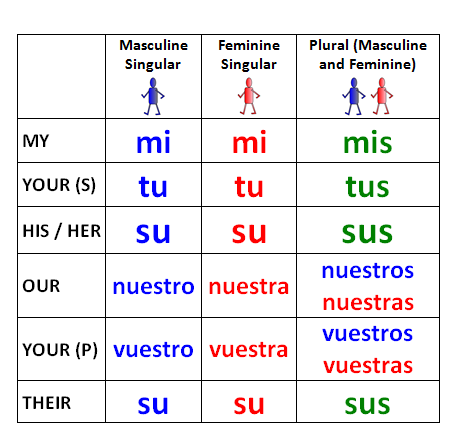 Masculine Singular Feminine Singular Plural (Masculine and Feminine)
MY mi mi mis
YOUR (S) tu tu tus
HIS / HER su su sus
OUR nuestro nuestra nuestros nuestras
YOUR (P) vuestro vuestra vuestros vuestras
THEIR su su sus